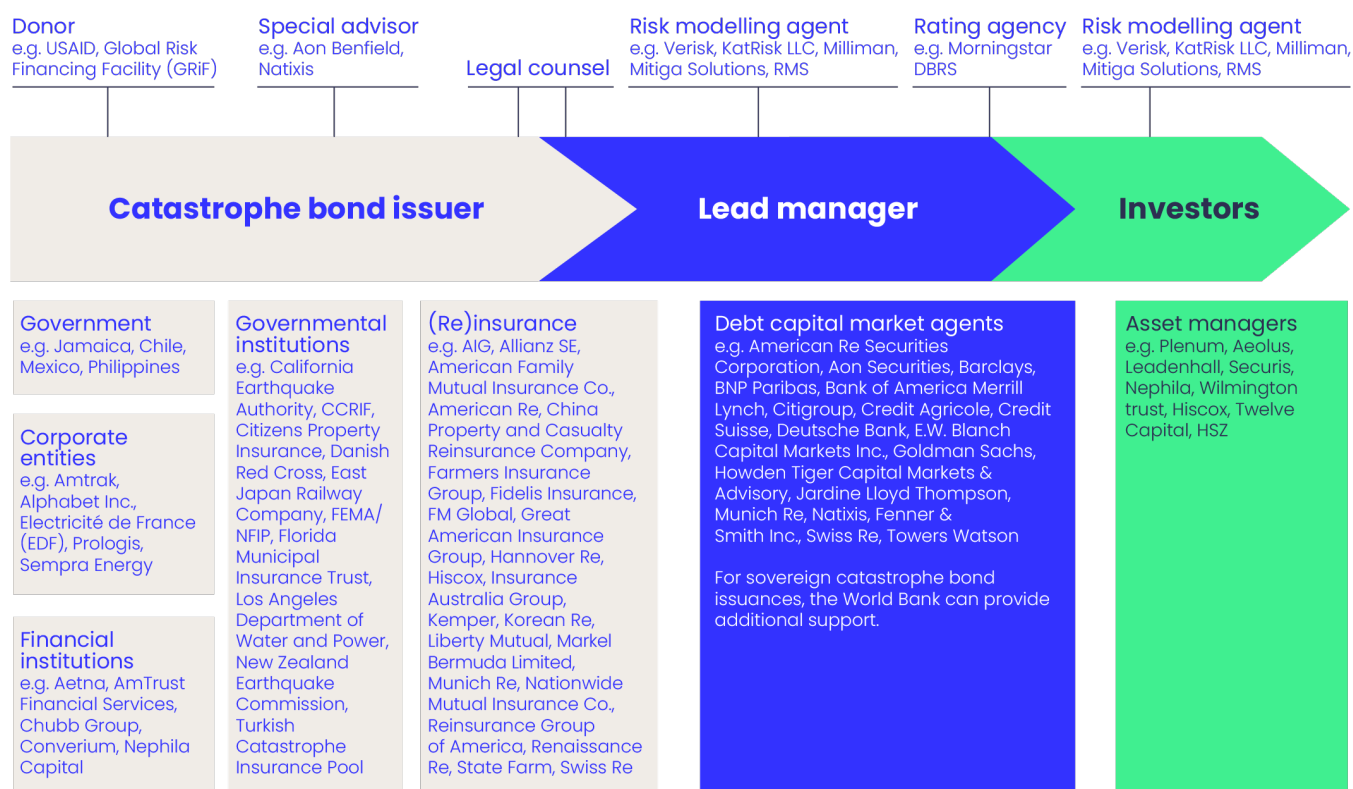 Donor
e.g. USAID, Global Risk
Financing Facility (GRiF)
Special advisor
e.g. Aon Benfield,
Natixis
Legal counsel
Risk modelling agent
e.g. Verisk, KatRisk LLC, Milliman,
Mitiga Solutions, RMS
Rating agency
e.g. Morningstar
DBRS
Risk modelling agent
e.g. Verisk, KatRisk LLC, Milliman,
Mitiga Solutions, RMS
Catastrophe bond issuer
Lead manager
Investors
Government
e.g. Jamaica, Chile,
Mexico, Philippines
Corporate
entities
e.g. Amtrak,
Alphabet Inc.,
Electricité de France
(EDF), Prologis,
Sempra Energy
Financial
institutions
e.g. Aetna, AmTrust
Financial Services,
Chubb Group,
Converium, Nephila
Capital
Governmental
institutions
e.g. California
Earthquake
Authority, CCRIF,
Citizens Property
Insurance, Danish
Red Cross, East
Japan Railway
Company, FEMA/
NFIP, Florida
Municipal
Insurance Trust,
Los Angeles
Department of
Water and Power,
New Zealand
Earthquake
Commission,
Turkish
Catastrophe
Insurance Pool
(Re)insurance
e.g. AIG, Allianz SE,
American Family
Mutual Insurance Co.,
American Re, China
Property and Casualty
Reinsurance Company,
Farmers Insurance
Group, Fidelis Insurance,
FM Global, Great
American Insurance
Group, Hannover Re,
Hiscox, Insurance
Australia Group,
Kemper, Korean Re,
Liberty Mutual, Markel
Bermuda Limited,
Munich Re, Nationwide
Mutual Insurance Co.,
Reinsurance Group
of America, Renaissance
Re, State Farm, Swiss Re
Debt capital market agents
e.g. American Re Securities
Corporation, Aon Securities, Barclays,
BNP Paribas, Bank of America Merrill
Lynch, Citigroup, Credit Agricole, Credit
Suisse, Deutsche Bank, E.W. Blanch
Capital Markets Inc., Goldman Sachs,
Howden Tiger Capital Markets &
Advisory, Jardine Lloyd Thompson,
Munich Re, Natixis, Fenner &
Smith Inc., Swiss Re, Towers Watson
For sovereign catastrophe bond
issuances, the World Bank can provide
additional support.
Asset managers
e.g. Plenum, Aeolus,
Leadenhall, Securis,
Nephila, Wilmington
trust, Hiscox, Twelve
Capital, HSZ